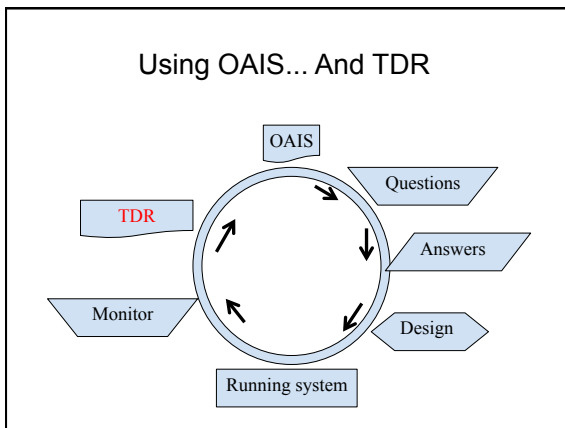 Using OAIS... And TDR
OAIS
Questions
Answers
Design
Running system
Monitor
TDR